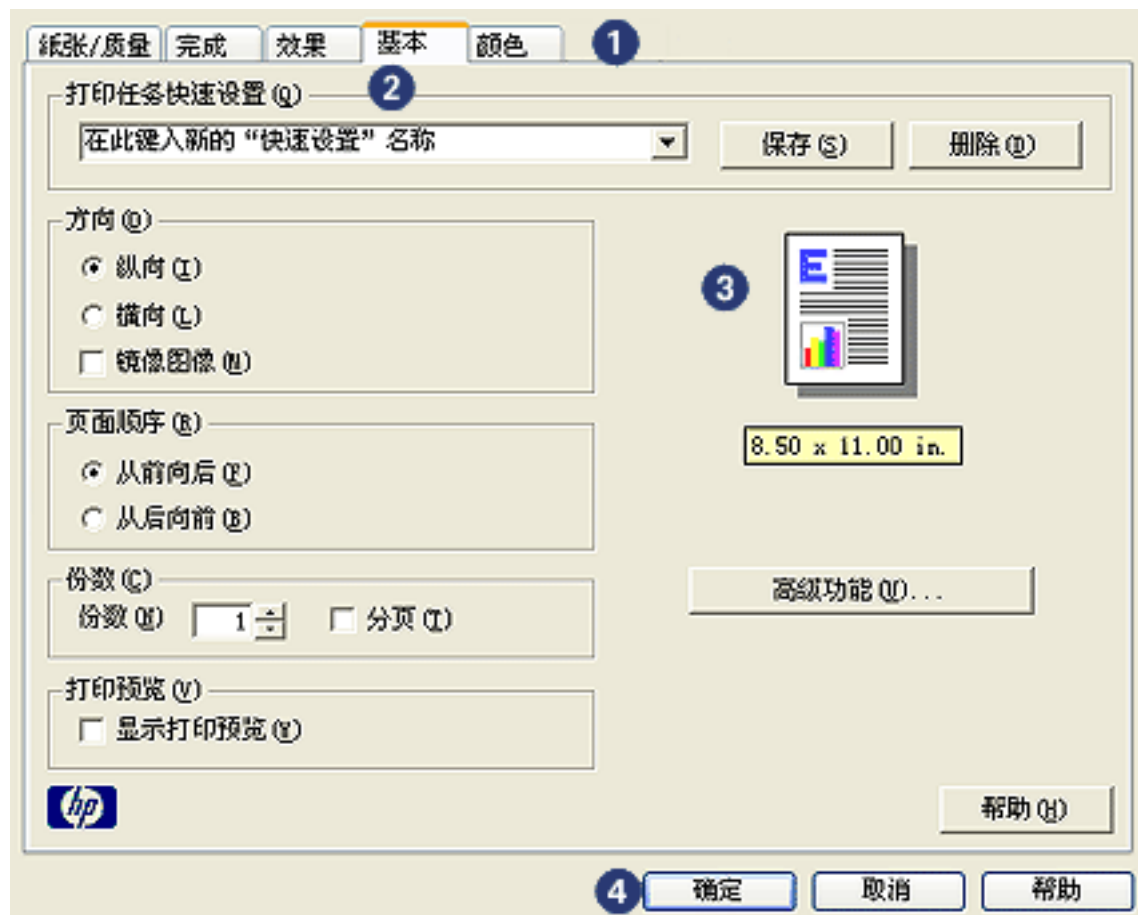 紙张/质量 完成 效果 基本 颜色 1
2
打印任务快速设置(Q)
在此键入新的“快速设置”名称 保存(S) 删除(D)
方向(O)
纵向(I)
横向(L)
镜像图像(N)
3
E
8.50 x 11.00 in.
页面顺序(R)
从前向后(F)
从后向前(B)
份数(C)
份数(N) 1 分页(T)
高级功能(U)...
打印预览(V)
显示打印预览(Y)
hp 帮助(H)
4 确定 取消 帮助